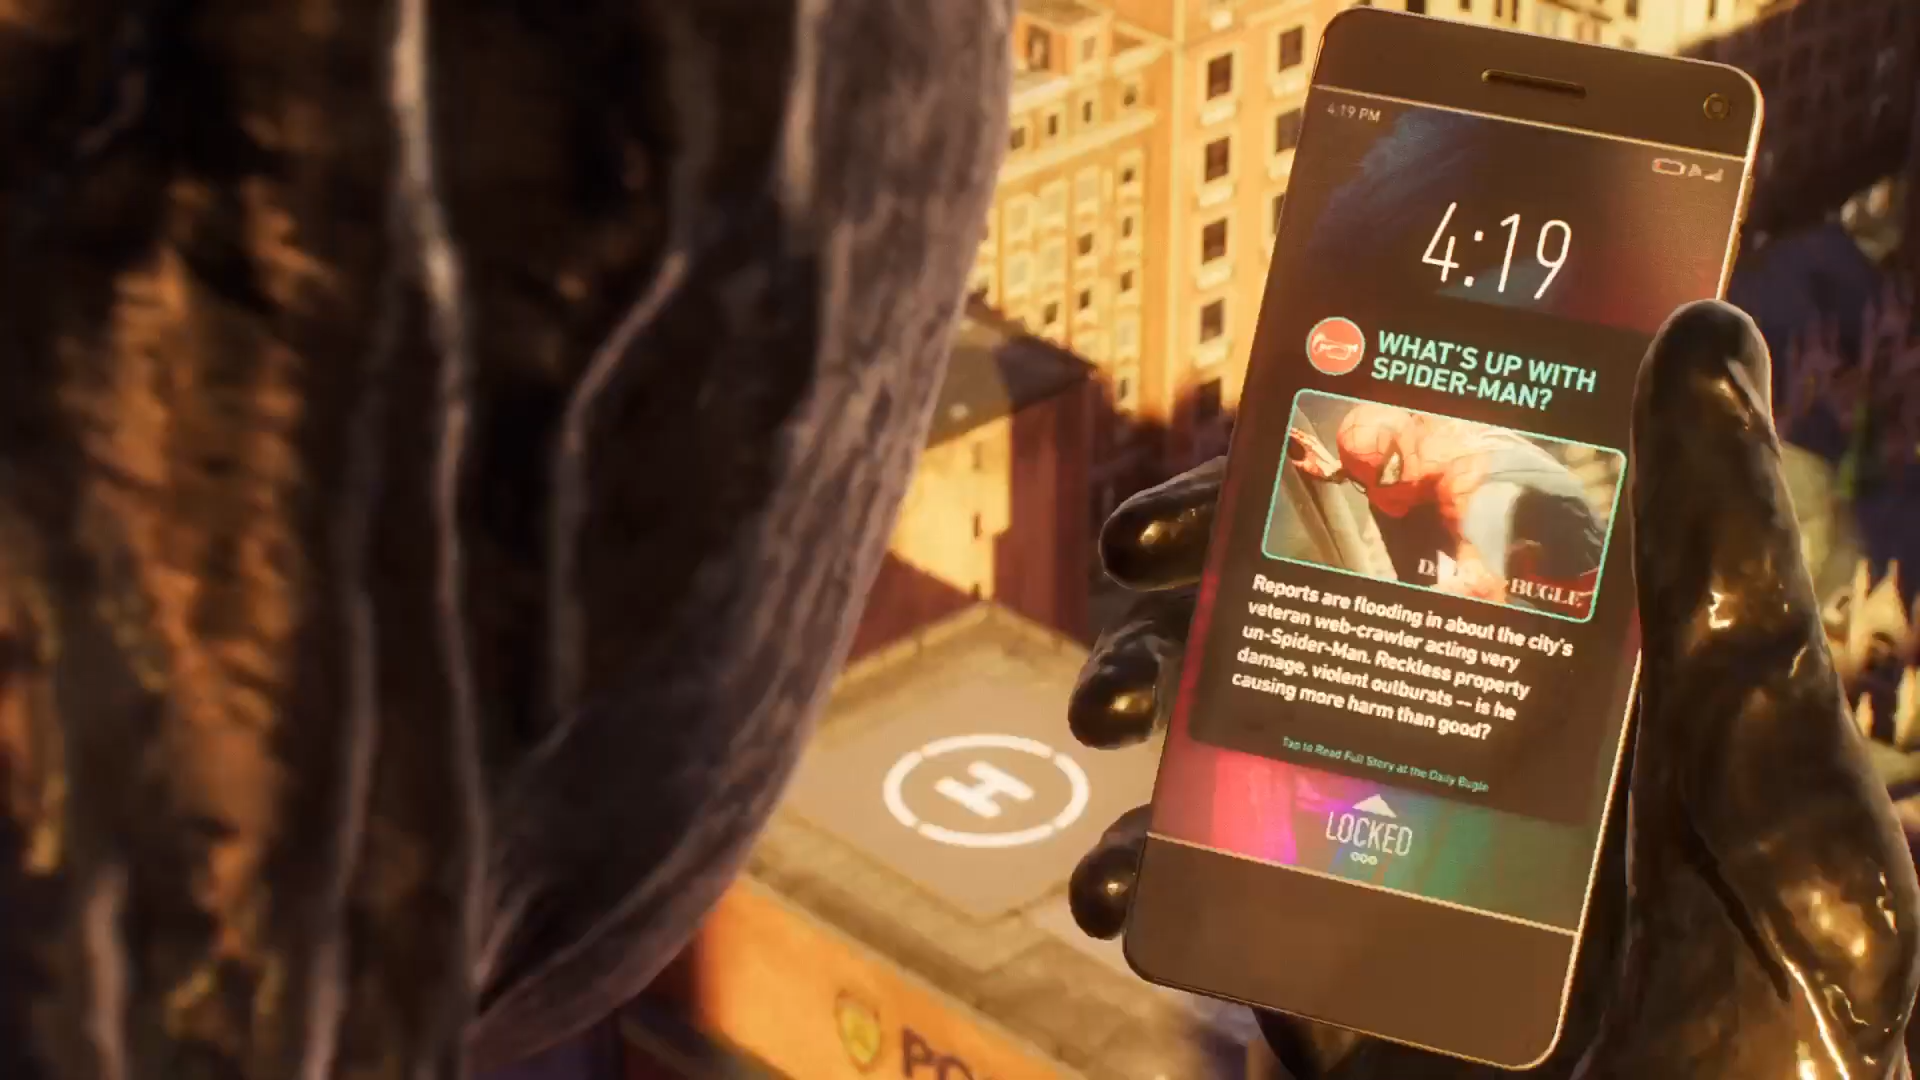 4:19 PM
4:19
WHAT'S UP WITH
SPIDER-MAN?
BUGLE
Reports are flooding in about the city's
veteran web-crawler acting very
un-Spider-Man. Reckless property
damage, violent outbursts — is he
causing more harm than good?
Tap to Read Full Story at the Daily Bugle
LOCKED
H